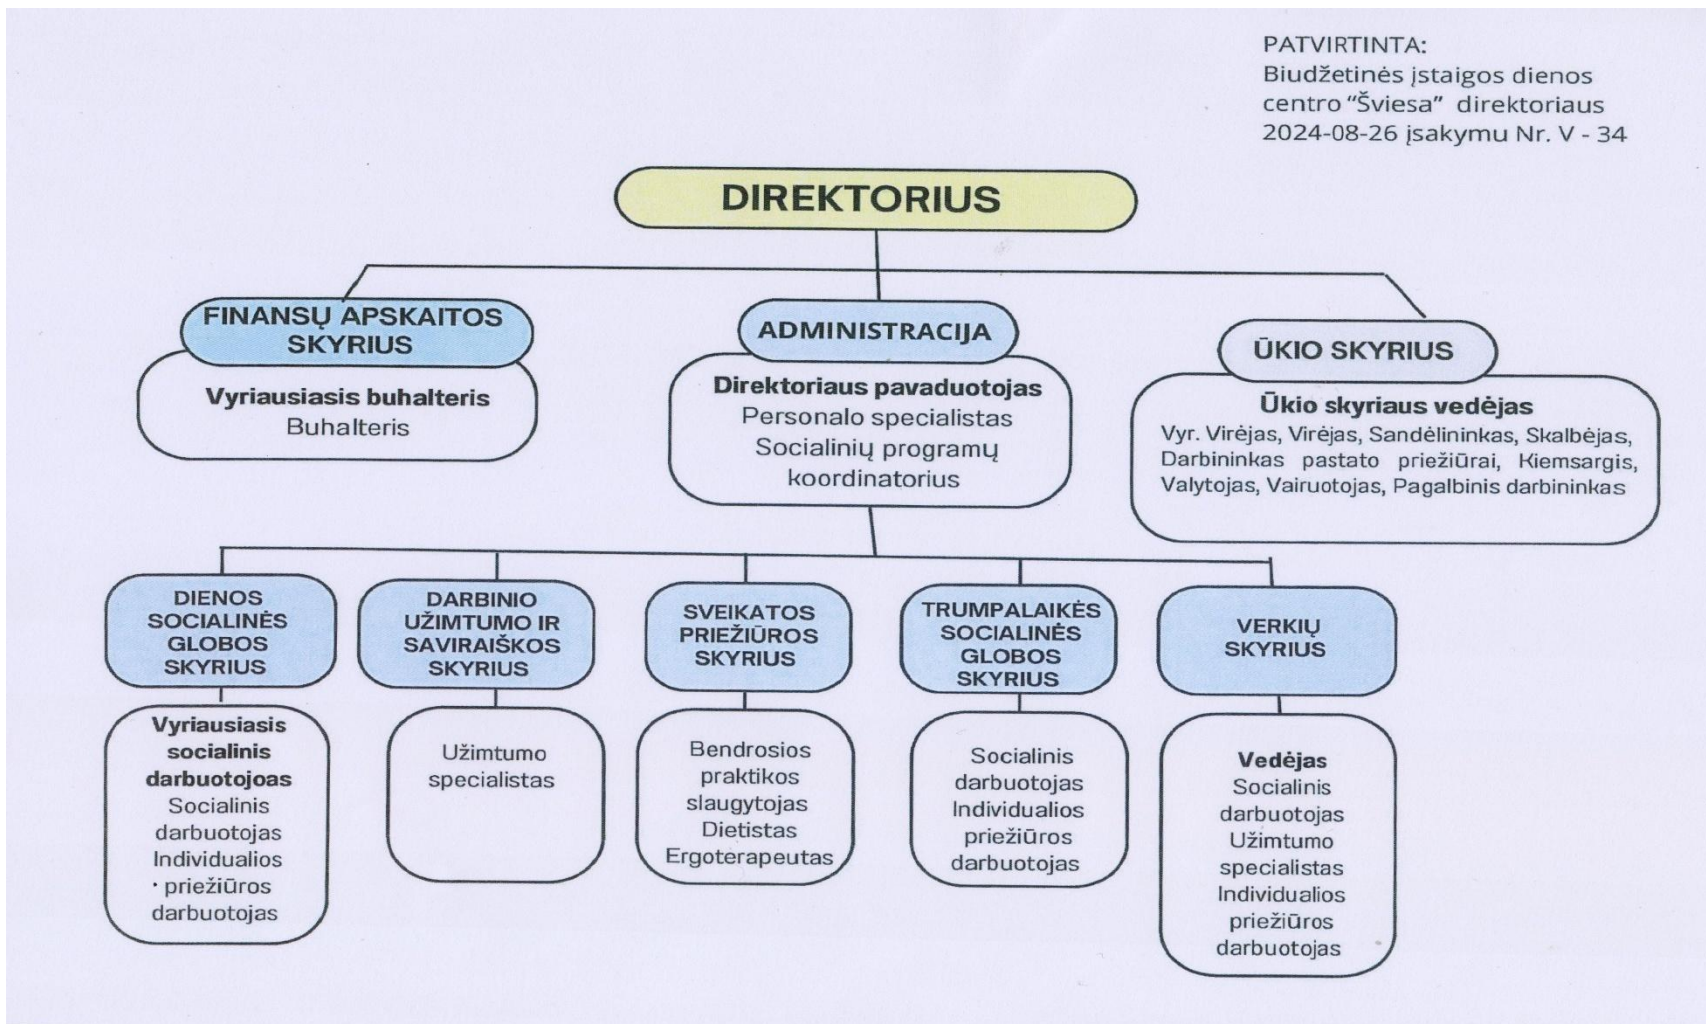 PATVIRTINTA:
Biudžetinės įstaigos dienos
centro “Šviesa” direktoriaus
2024-08-26 įsakymu Nr. V - 34
DIREKTORIUS
FINANSŲ APSKAITOS
SKYRIUS
Vyriausiasis buhalteris
Buhalteris
ADMINISTRACIJA
Direktoriaus pavaduotojas
Personalo specialistas
Socialinių programų
koordinatorius
ŪKIO SKYRIUS
Ūkio skyriaus vedėjas
Vyr. Virėjas, Virėjas, Sandėlininkas, Skalbėjas,
Darbininkas pastato priežiūrai, Kiemsargis,
Valytojas, Vairuotojas, Pagalbinis darbininkas
DIENOS
SOCIALINĖS
GLOBOS
SKYRIUS
Vyriausiasis
socialinis
darbuotojoas
Socialinis
darbuotojas
Individualios
priežiūros
darbuotojas
DARBINIO
UŽIMTUMO IR
SAVIRAIŠKOS
SKYRIUS
Užimtumo
specialistas
SVEIKATOS
PRIEŽIŪROS
SKYRIUS
Bendrosios
praktikos
slaugytojas
Dietistas
Ergoterapeutas
TRUMPALAIKĖS
SOCIALINĖS
GLOBOS
SKYRIUS
Socialinis
darbuotojas
Individualios
priežiūros
darbuotojas
VERKIŲ
SKYRIUS
Vedėjas
Socialinis
darbuotojas
Užimtumo
specialistas
Individualios
priežiūros
darbuotojas